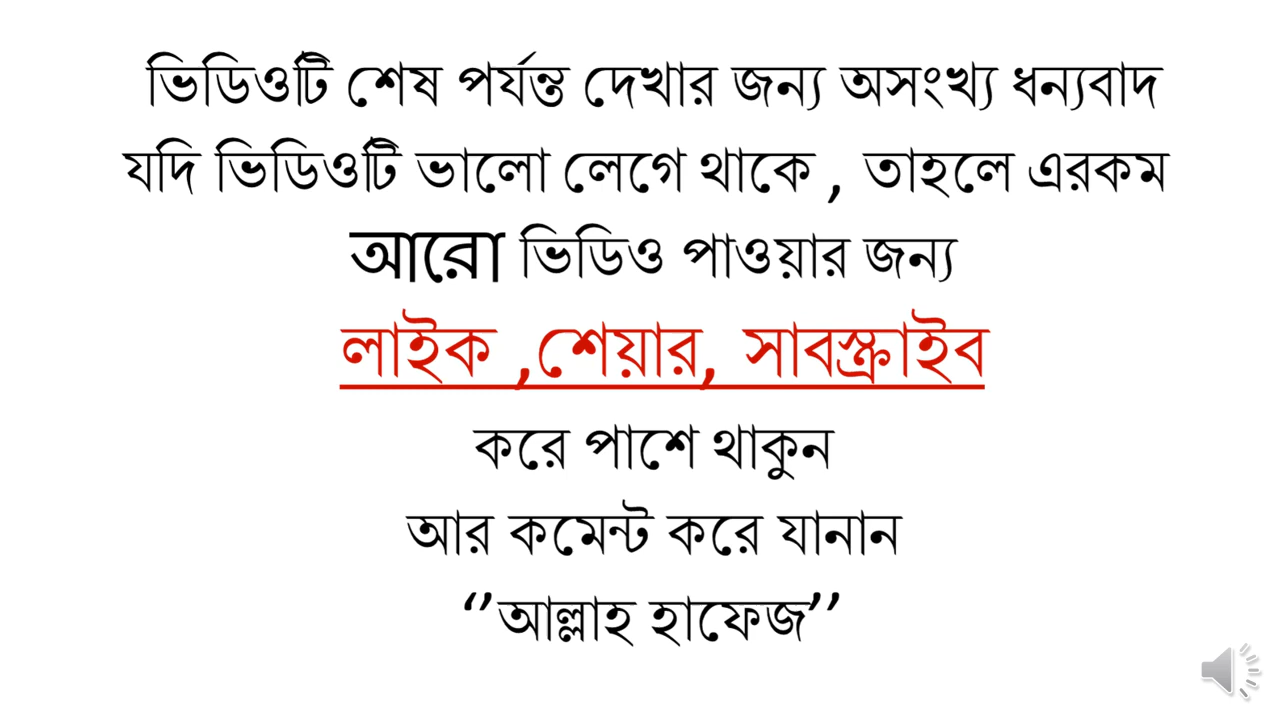 ভিডিওটি শেষ পর্যন্ত দেখার জন্য অসংখ্য ধন্যবাদ
যদি ভিডিওটি ভালো লেগে থাকে , তাহলে এরকম
আরো ভিডিও পাওয়ার জন্য
লাইক ,শেয়ার, সাবস্ক্রাইব
করে পাশে থাকুন
আর কমেন্ট করে যানান
‘’আল্লাহ হাফেজ’’